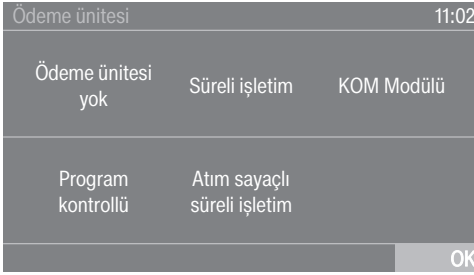 Ödeme ünitesi 11:02
Ödeme ünitesi
yok
Süreli işletim
KOM Modülü
Program
kontrollü
Atım sayaçlı
süreli işletim
OK